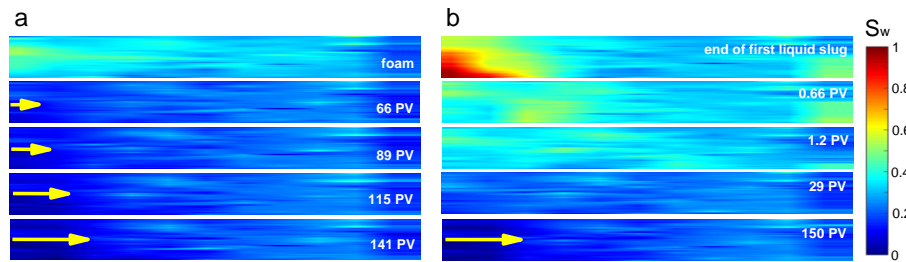 a
foam
66 PV
89 PV
115 PV
141 PV
b
end of first liquid slug
0.66 PV
1.2 PV
29 PV
150 PV
Sw
1
0.8
0.6
0.4
0.2
0